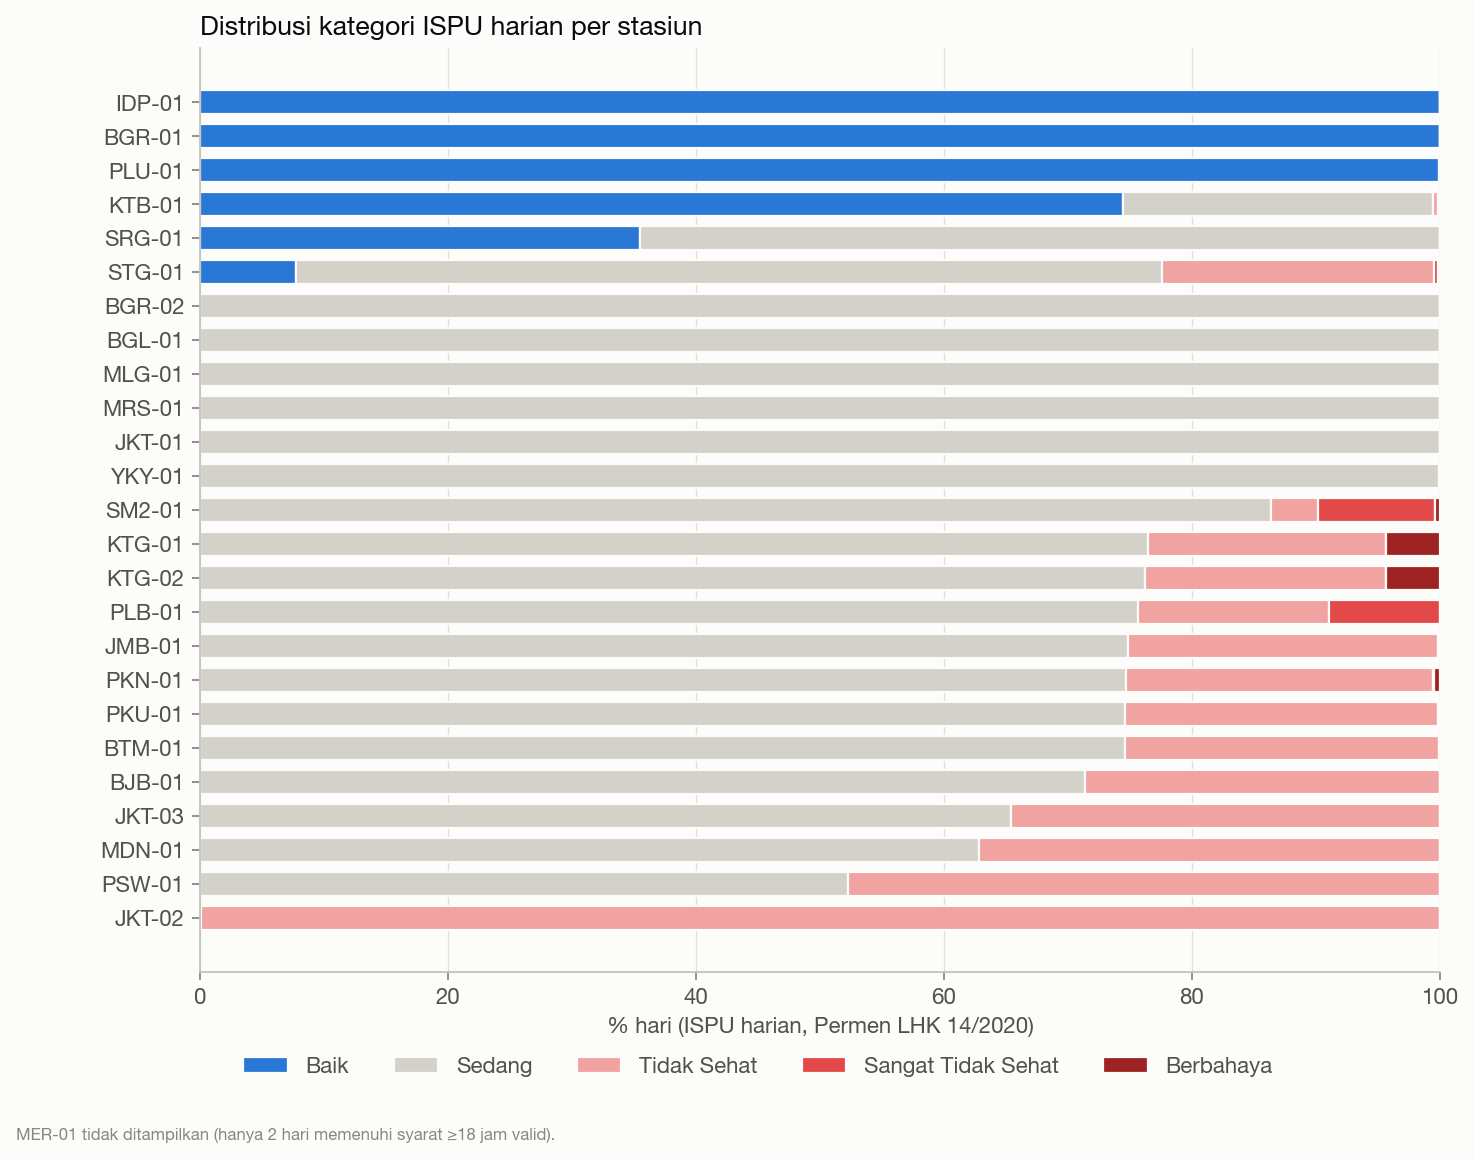 Distribusi kategori ISPU harian per stasiun
IDP-01
BGR-01
PLU-01
KTB-01
SRG-01
STG-01
BGR-02
BGL-01
MLG-01
MRS-01
JKT-01
YKY-01
SM2-01
KTG-01
KTG-02
PLB-01
JMB-01
PKN-01
PKU-01
BTM-01
BJB-01
JKT-03
MDN-01
PSW-01
JKT-02
0 20 40 60 80 100
% hari (ISPU harian, Permen LHK 14/2020)
Baik Sedang Tidak Sehat Sangat Tidak Sehat Berbahaya
MER-01 tidak ditampilkan (hanya 2 hari memenuhi syarat ≥18 jam valid).